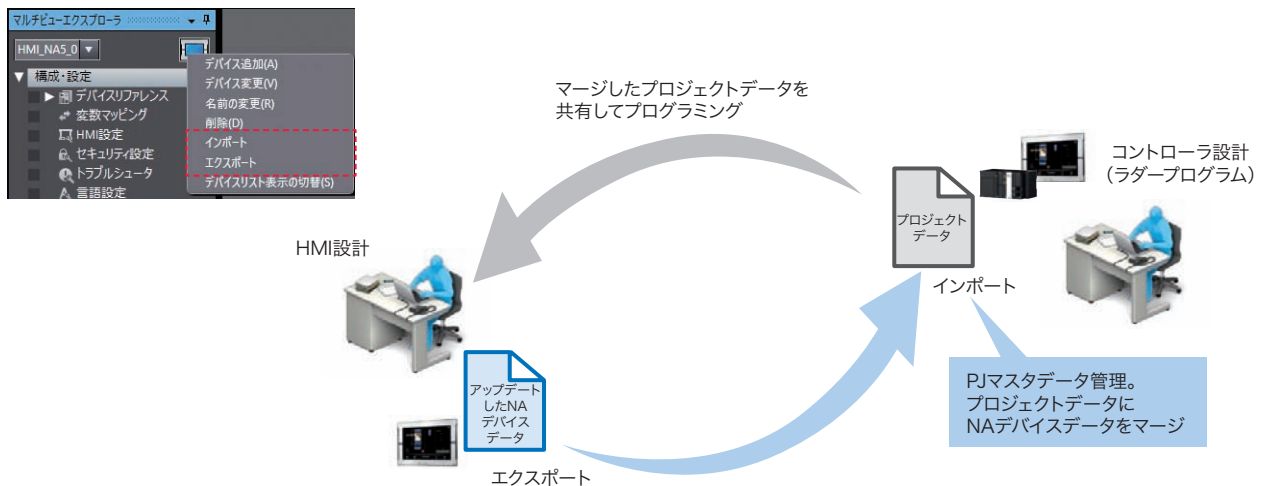 マルチビューエクスプローラ
HMI_NA5_0
構成・設定
デバイスリファレンス
変数マッピング
HMI設定
セキュリティ設定
トラブルシュータ
言語設定
デバイス追加(A)
デバイス変更(V)
名前の変更(R)
削除(D)
インポート
エクスポート
デバイスリスト表示の切替(S)
マージしたプロジェクトデータを
共有してプログラミング
コントローラ設計
（ラダープログラム）
プロジェクト
データ
インポート
HMI設計
アップデート
したNA
デバイス
データ
エクスポート
PJマスタデータ管理。
プロジェクトデータに
NAデバイスデータをマージ